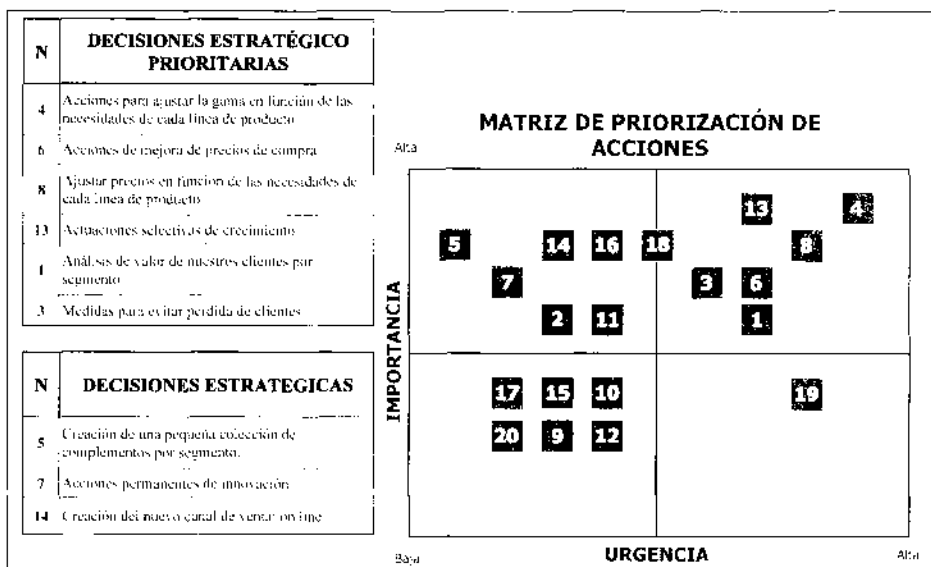 N DECISIONES ESTRATÉGICO
PRIORITARIAS
4 Acciones para ajustar la gama en función de las
necesidades de cada línea de producto
6 Acciones de mejora de precios de compra
8 Ajustar precios en funcion de las necesidades de
cada línea de producto
13 Actuaciones selectivas de crecimiento
1 Análisis de valor de nuestros clientes por
segmento
3 Medidas para evitar perdida de clientes
N DECISIONES ESTRATEGICAS
5 Creación de una pequeña colección de
complementos por segmento.
7 Acciones permanentes de innovación
14 Creación del nuevo canal de ventas on line
MATRIZ DE PRIORIZACIÓN DE
ACCIONES
Alta
IMPORTANCIA
13 4
5 14 16 18 8
7 3 6
2 11 1
17 15 10 19
20 9 12
Baja URGENCIA Alta